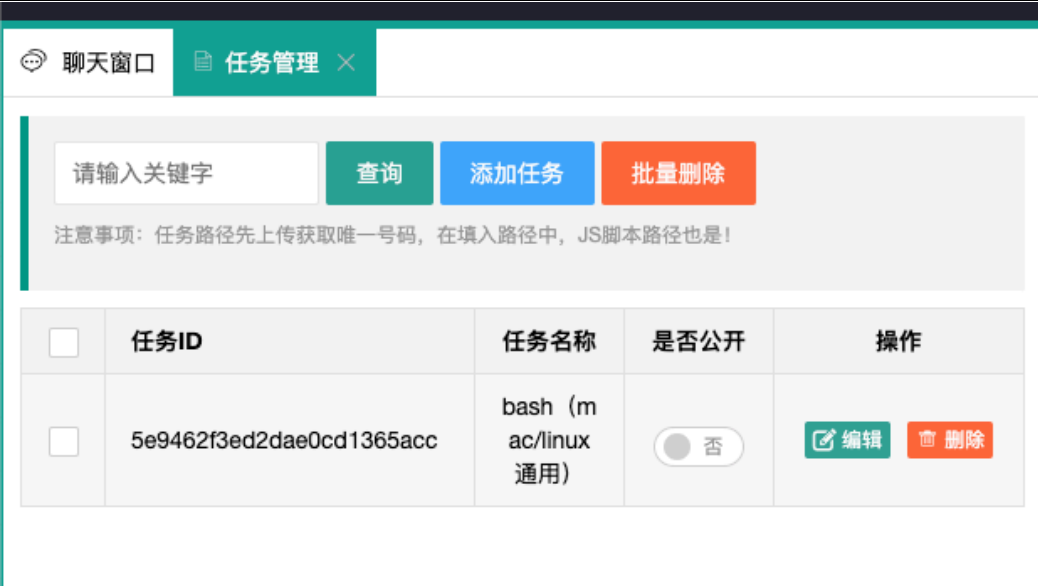 聊天窗口 任务管理
请输入关键字 查询 添加任务 批量删除
注意事项：任务路径先上传获取唯一号码，在填入路径中，JS脚本路径也是！
任务ID 任务名称 是否公开 操作
bash（m
5e9462f3ed2dae0cd1365acc ac/linux 否 编辑 删除
通用）